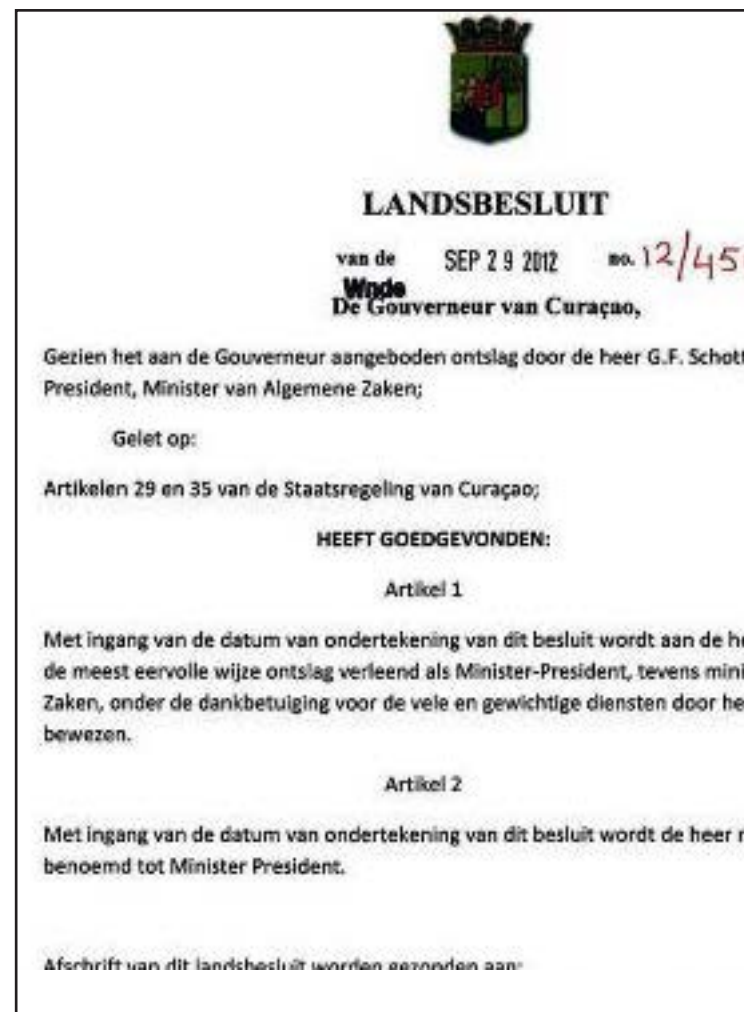 LANDSBESLUIT
van de SEP 29 2012 no. 12/45
Wnde
De Gouverneur van Curaçao,
Gezien het aan de Gouverneur aangeboden ontslag door de heer G.F. Schott
President, Minister van Algemene Zaken;
Gelet op:
Artikelen 29 en 35 van de Staatsregeling van Curaçao;
HEEFT GOEDGEVONDEN:
Artikel 1
Met ingang van de datum van ondertekening van dit besluit wordt aan de he
de meest eervolle wijze ontslag verleend als Minister-President, tevens mini
Zaken, onder de dankbetuiging voor de vele en gewichtige diensten door he
bewezen.
Artikel 2
Met ingang van de datum van ondertekening van dit besluit wordt de heer
benoemd tot Minister President.
Afschrift van dit landsbesluit worden gezonden aan: